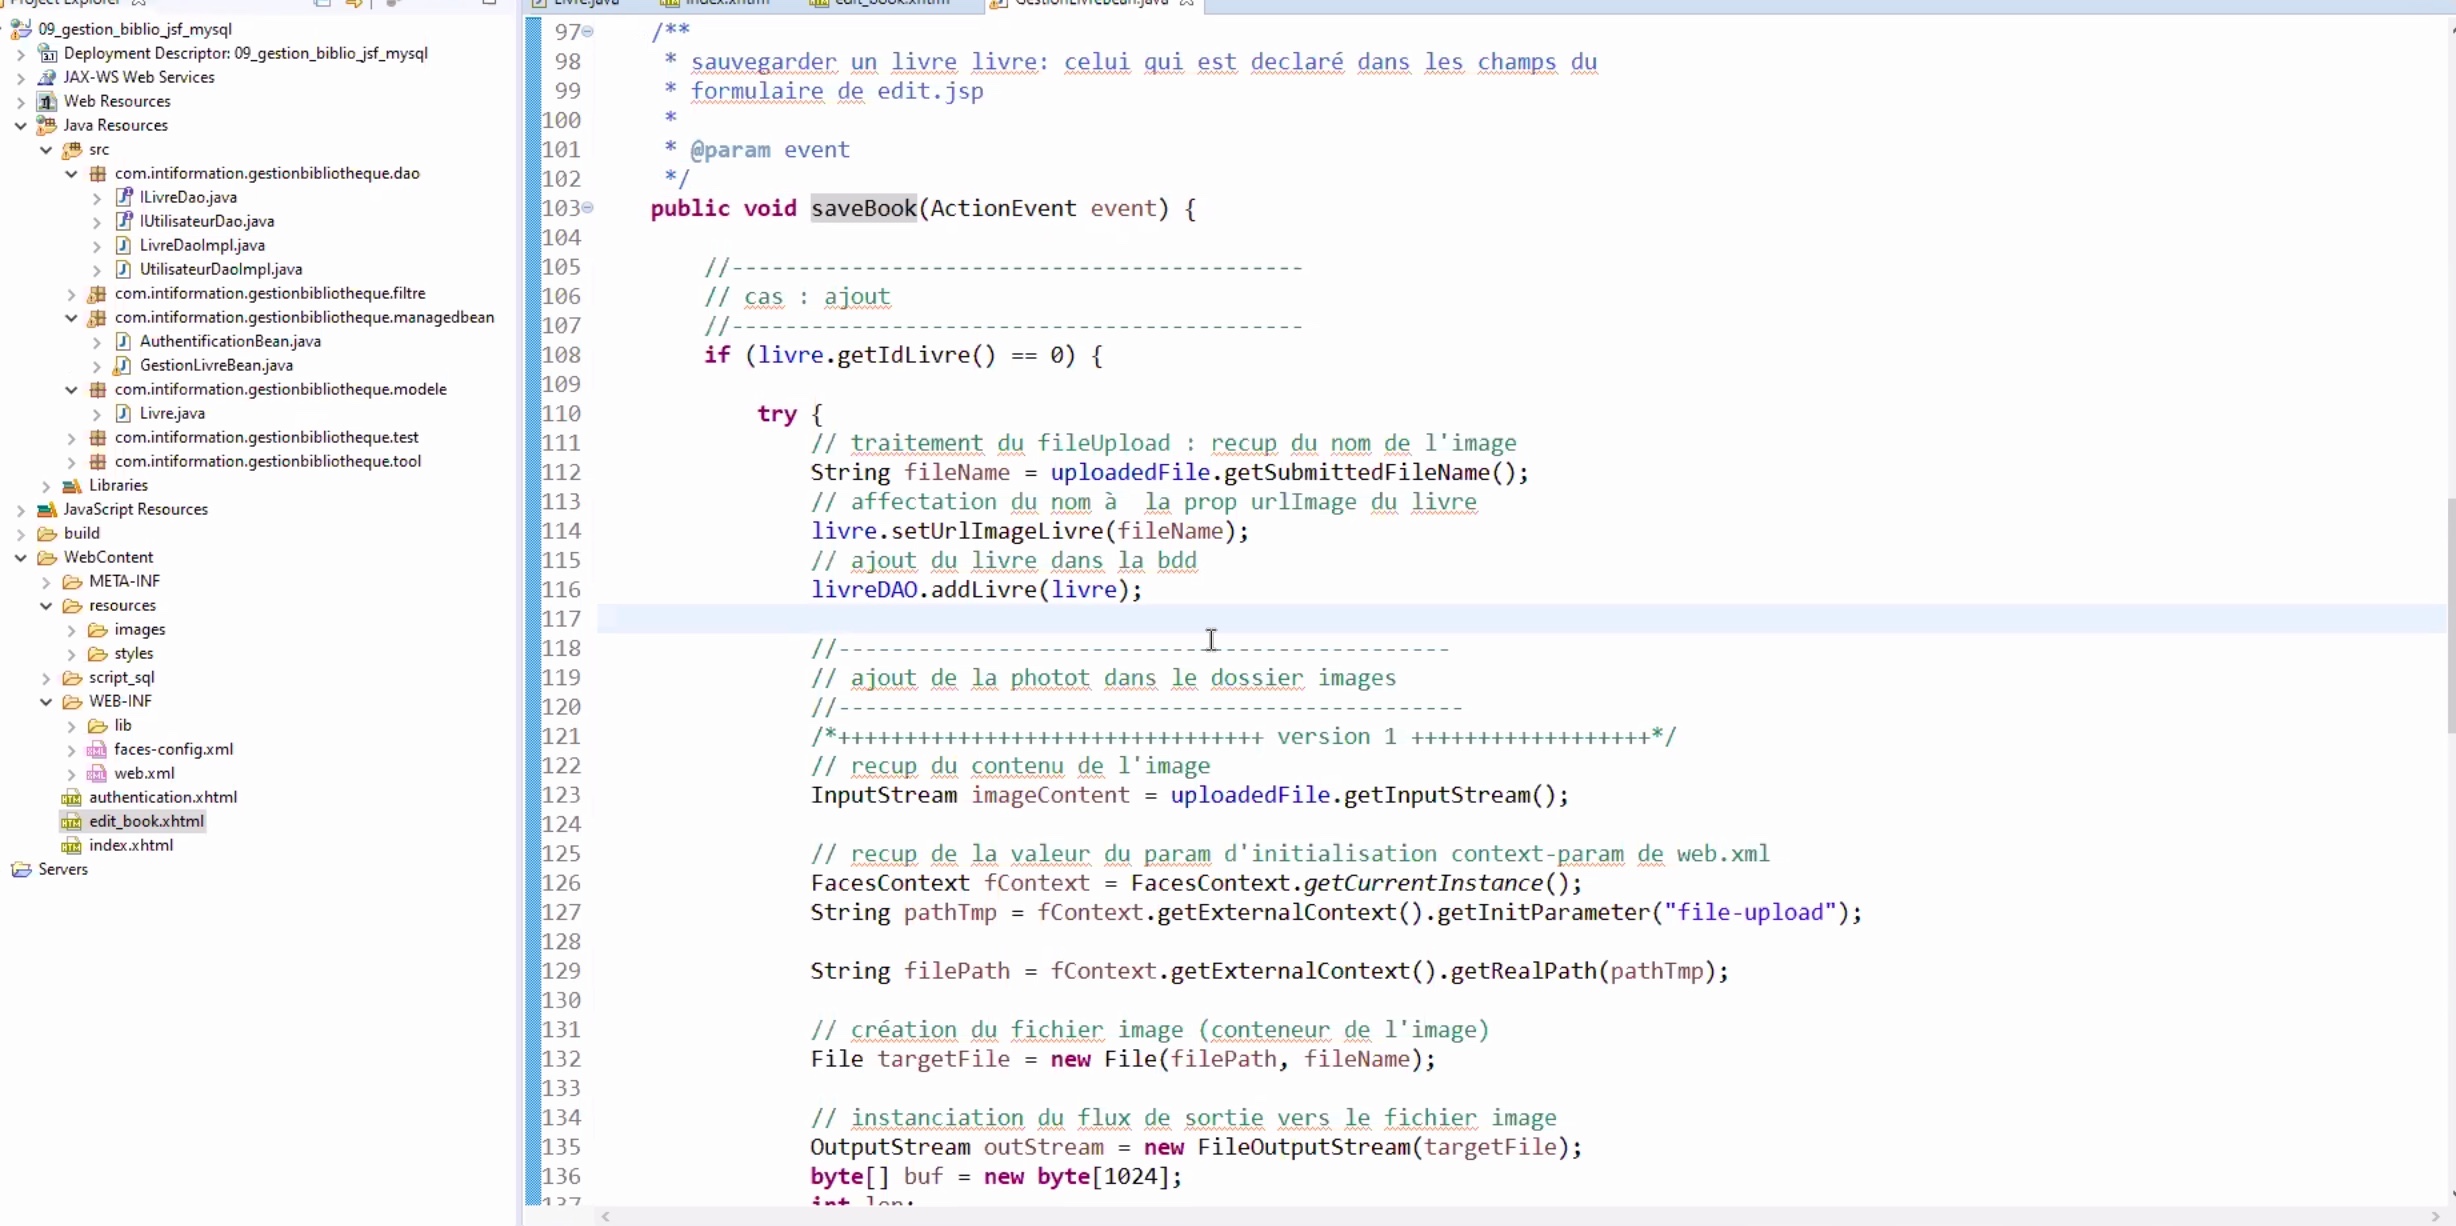 Project Explorer
09_gestion_biblio_jsf_mysql
Deployment Descriptor: 09_gestion_biblio_jsf_mysql
JAX-WS Web Services
Web Resources
Java Resources
src
com.intiformation.gestionbibliotheque.dao
ILivreDao.java
IUtilisateurDao.java
LivreDaoImpl.java
UtilisateurDaoImpl.java
com.intiformation.gestionbibliotheque.filtre
com.intiformation.gestionbibliotheque.managedbean
AuthentificationBean.java
GestionLivreBean.java
com.intiformation.gestionbibliotheque.modele
Livre.java
com.intiformation.gestionbibliotheque.test
com.intiformation.gestionbibliotheque.tool
Libraries
JavaScript Resources
build
WebContent
META-INF
resources
images
styles
script_sql
WEB-INF
lib
faces-config.xml
web.xml
authentication.xhtml
edit_book.xhtml
index.xhtml
Servers
Livre.java index.xhtml edit_book.xhtml GestionLivreBean.java
97 /**
98 * sauvegarder un livre livre: celui qui est declaré dans les champs du
99 * formulaire de edit.jsp
100 *
101 * @param event
102 */
103 public void saveBook(ActionEvent event) {
104
105 //-------------------------------------------
106 // cas : ajout
107 //-------------------------------------------
108 if (livre.getIdLivre() == 0) {
109
110 try {
111 // traitement du fileUpload : recup du nom de l'image
112 String fileName = uploadedFile.getSubmittedFileName();
113 // affectation du nom à  la prop urlImage du livre
114 livre.setUrlImageLivre(fileName);
115 // ajout du livre dans la bdd
116 livreDAO.addLivre(livre);
117
118 //----------------------------------------------
119 // ajout de la photot dans le dossier images
120 //-----------------------------------------------
121 /*++++++++++++++++++++++++++++++++ version 1 ++++++++++++++++++*/
122 // recup du contenu de l'image
123 InputStream imageContent = uploadedFile.getInputStream();
124
125 // recup de la valeur du param d'initialisation context-param de web.xml
126 FacesContext fContext = FacesContext.getCurrentInstance();
127 String pathTmp = fContext.getExternalContext().getInitParameter("file-upload");
128
129 String filePath = fContext.getExternalContext().getRealPath(pathTmp);
130
131 // création du fichier image (conteneur de l'image)
132 File targetFile = new File(filePath, fileName);
133
134 // instanciation du flux de sortie vers le fichier image
135 OutputStream outStream = new FileOutputStream(targetFile);
136 byte[] buf = new byte[1024];
137 int len;